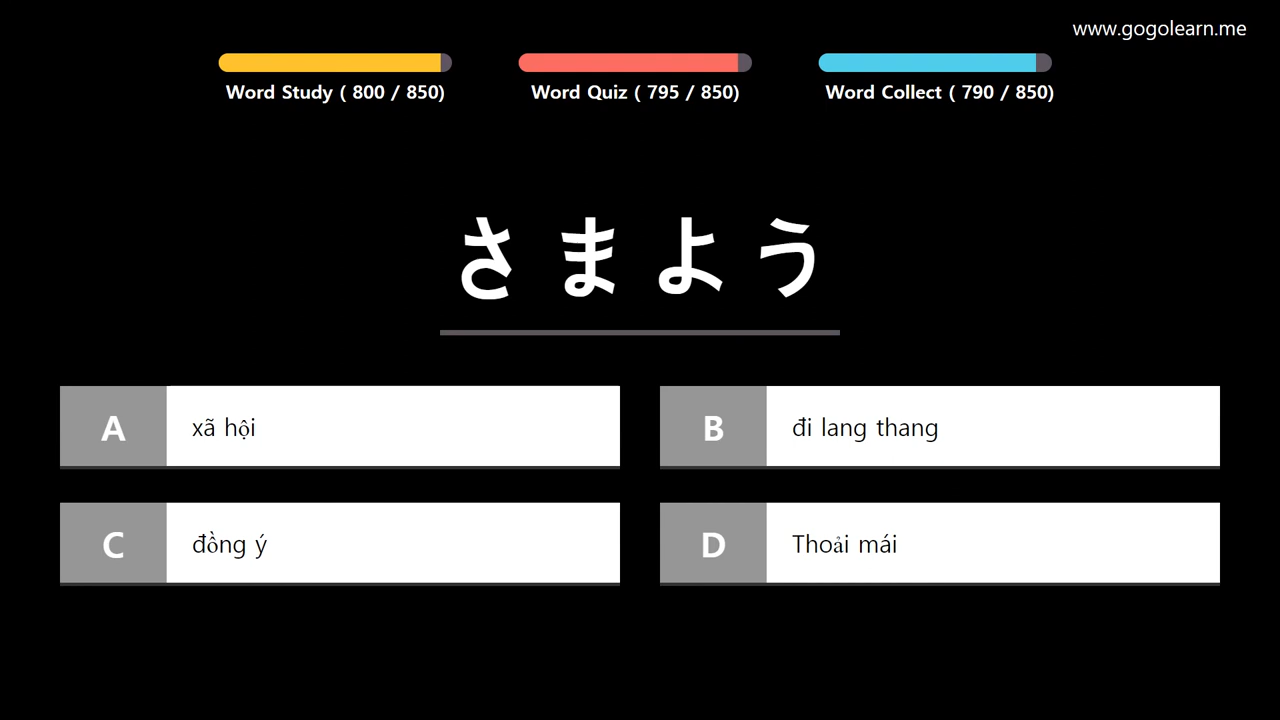 www.gogolearn.me
Word Study ( 800 / 850)
Word Quiz ( 795 / 850)
Word Collect ( 790 / 850)
さまよう
A
xã hội
B
đi lang thang
C
đồng ý
D
Thoải mái